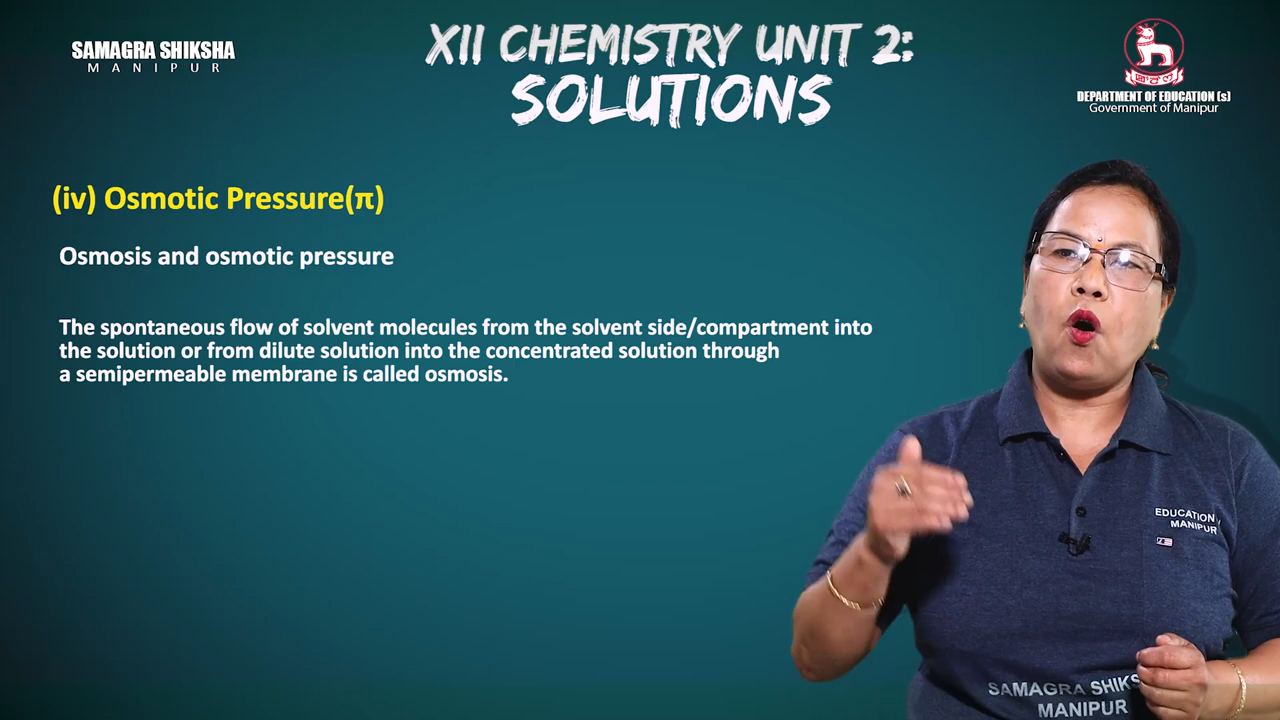 SAMAGRA SHIKSHA
MANIPUR
XII CHEMISTRY UNIT 2:
SOLUTIONS
DEPARTMENT OF EDUCATION (S)
Government of Manipur
(iv) Osmotic Pressure(π)
Osmosis and osmotic pressure
The spontaneous flow of solvent molecules from the solvent side/compartment into
the solution or from dilute solution into the concentrated solution through
a semipermeable membrane is called osmosis.
EDUCATION
MANIPUR
SAMAGRA SHIKS
MANIPUR